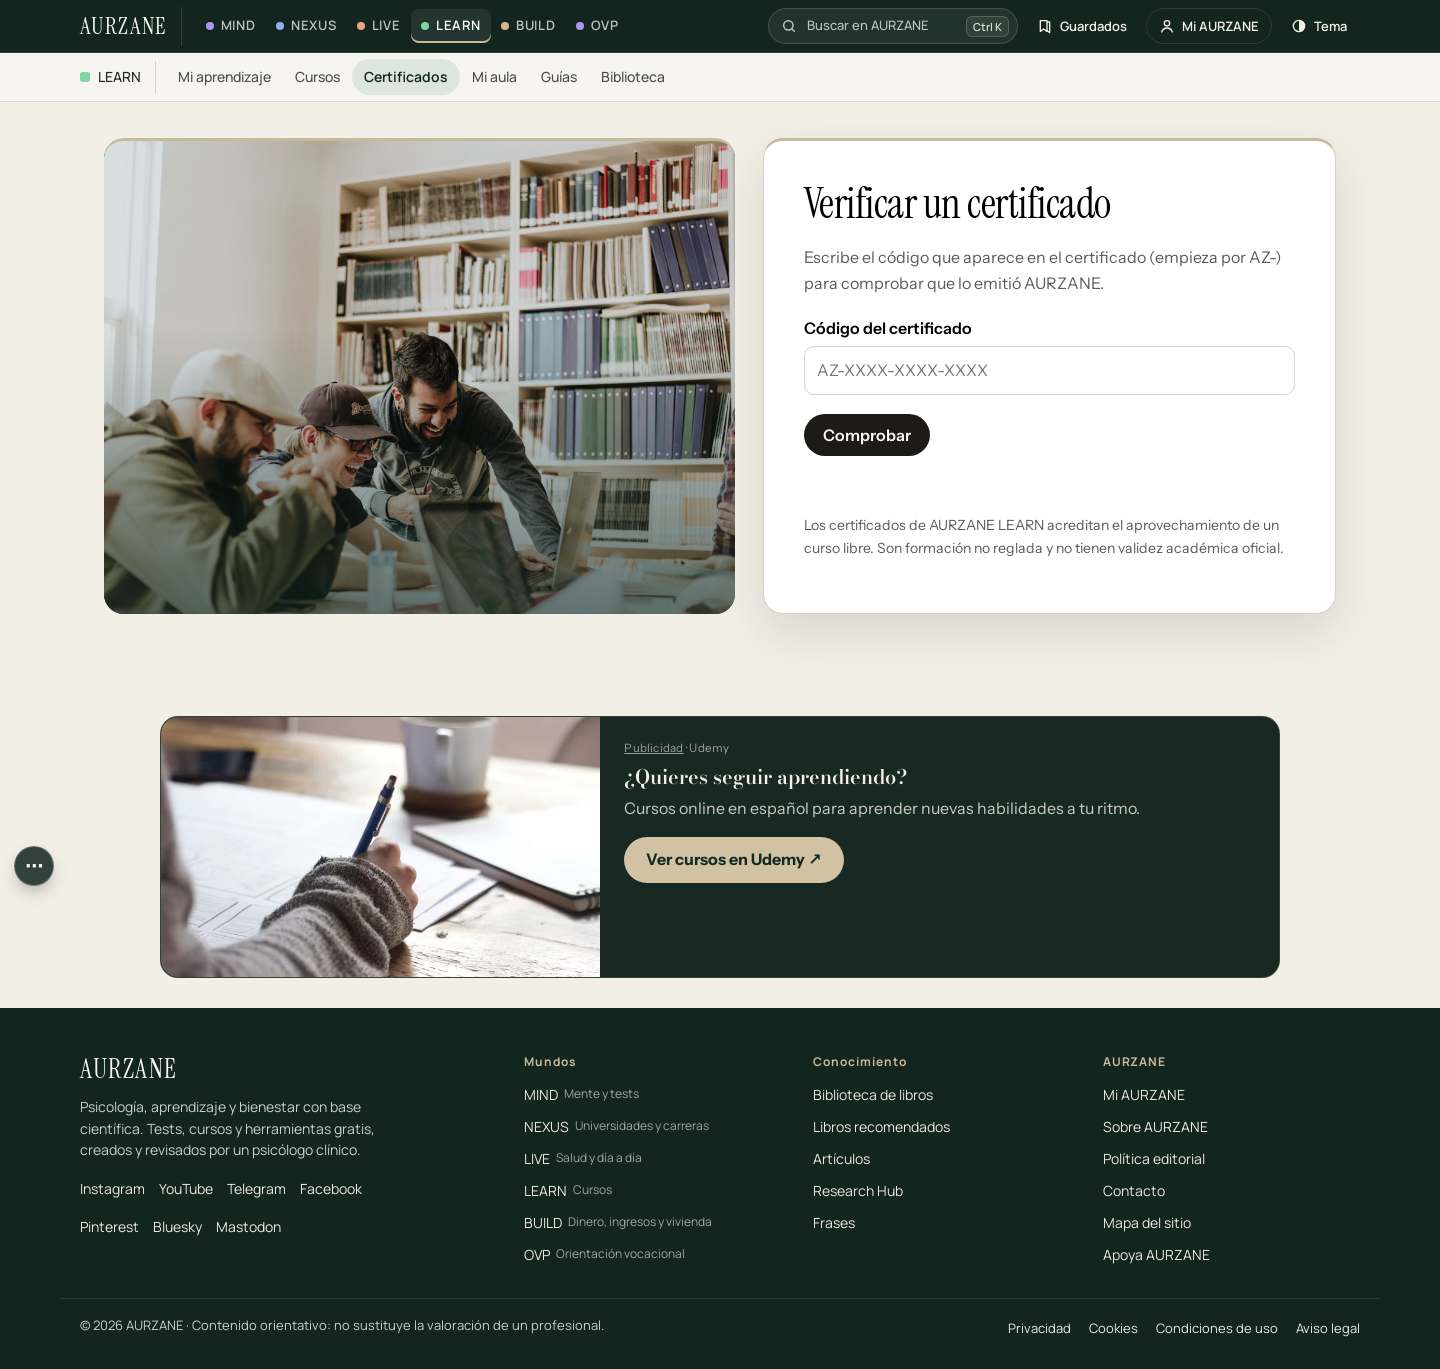 AURZANE
MIND
NEXUS
LIVE
LEARN
BUILD
OVP
Buscar en AURZANE
Ctrl K
Guardados
Mi AURZANE
Tema
LEARN
Mi aprendizaje
Cursos
Certificados
Mi aula
Guías
Biblioteca
Verificar un certificado
Escribe el código que aparece en el certificado (empieza por AZ-)
para comprobar que lo emitió AURZANE.
Código del certificado
AZ-XXXX-XXXX-XXXX
Comprobar
Los certificados de AURZANE LEARN acreditan el aprovechamiento de un
curso libre. Son formación no reglada y no tienen validez académica oficial.
Publicidad · Udemy
¿Quieres seguir aprendiendo?
Cursos online en español para aprender nuevas habilidades a tu ritmo.
Ver cursos en Udemy ↗
AURZANE
Psicología, aprendizaje y bienestar con base
científica. Tests, cursos y herramientas gratis,
creados y revisados por un psicólogo clínico.
Instagram YouTube Telegram Facebook
Pinterest Bluesky Mastodon
Mundos
MIND Mente y tests
NEXUS Universidades y carreras
LIVE Salud y día a día
LEARN Cursos
BUILD Dinero, ingresos y vivienda
OVP Orientación vocacional
Conocimiento
Biblioteca de libros
Libros recomendados
Artículos
Research Hub
Frases
AURZANE
Mi AURZANE
Sobre AURZANE
Política editorial
Contacto
Mapa del sitio
Apoya AURZANE
© 2026 AURZANE · Contenido orientativo: no sustituye la valoración de un profesional.
Privacidad Cookies Condiciones de uso Aviso legal